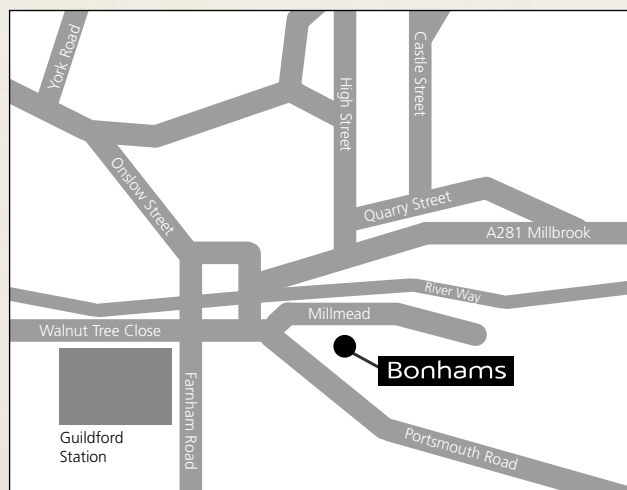 York Road
High Street
Castle Street
Onslow Street
Quarry Street
A281 Millbrook
River Way
Millmead
Walnut Tree Close
Bonhams
Farnham Road
Guildford
Station
Portsmouth Road